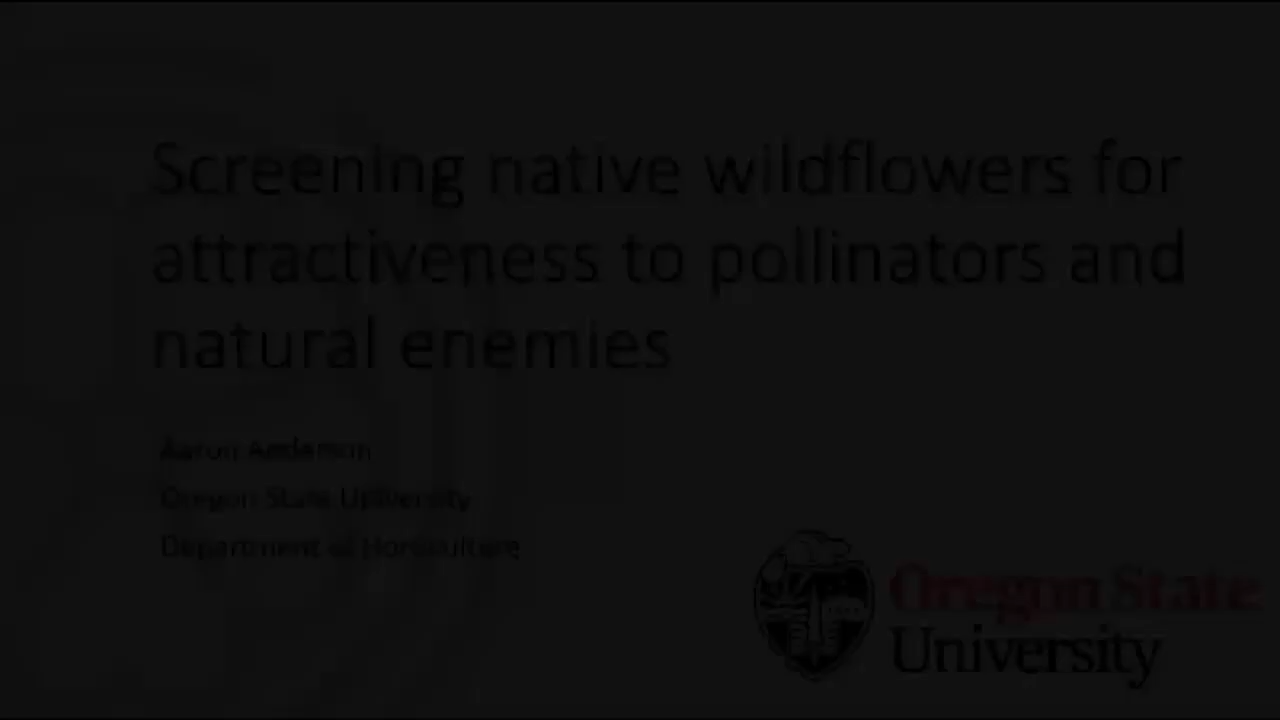 Screening native wildflowers for
attractiveness to pollinators and
natural enemies
Aaron Anderson
Oregon State University
Department of Horticulture
Oregon State
University